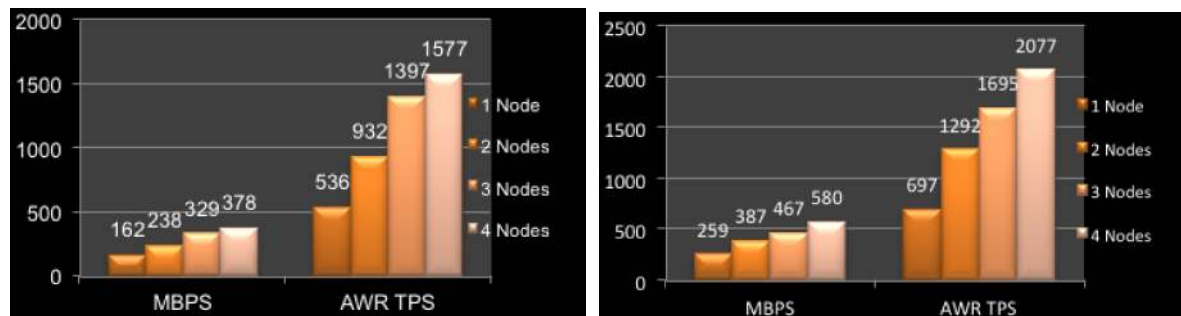 2000
1500
1000
500
0
162
238
329
378
536
932
1397
1577
MBPS
AWR TPS
1 Node
2 Nodes
3 Nodes
4 Nodes
2500
2000
1500
1000
500
0
259
387
467
580
697
1292
1695
2077
MBPS
AWR TPS
1 Node
2 Nodes
3 Nodes
4 Nodes